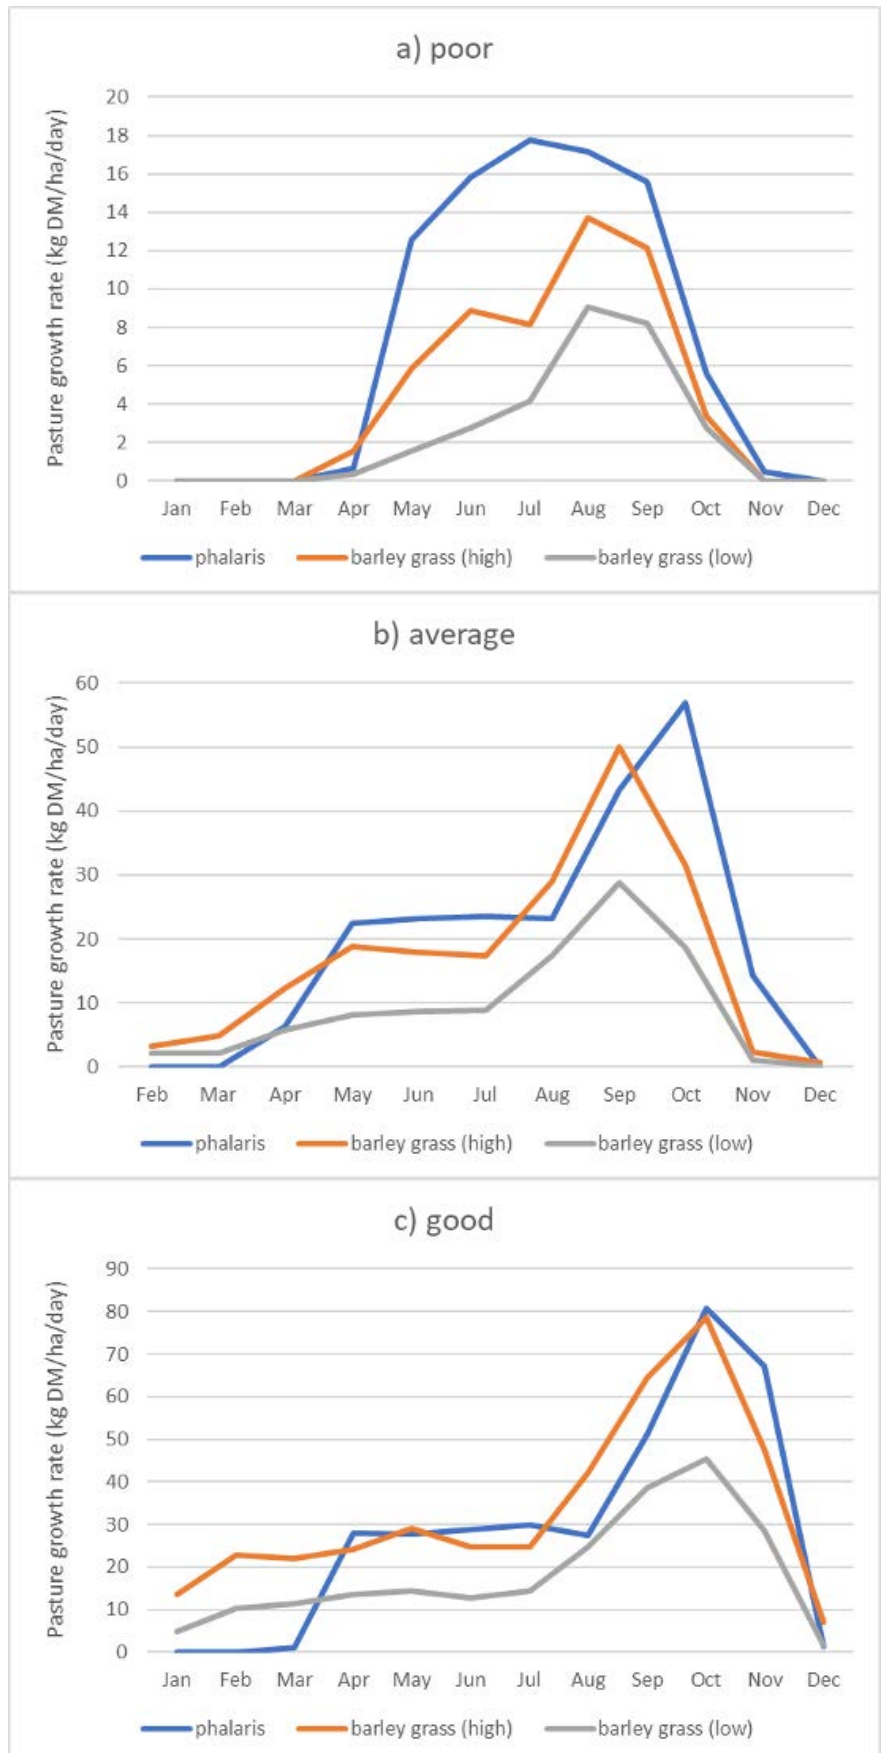 a) poor
Pasture growth rate (kg DM/ha/day)
20
18
16
14
12
10
8
6
4
2
0
Jan Feb Mar Apr May Jun Jul Aug Sep Oct Nov Dec
phalaris barley grass (high) barley grass (low)
b) average
Pasture growth rate (kg DM/ha/day)
60
50
40
30
20
10
0
Feb Mar Apr May Jun Jul Aug Sep Oct Nov Dec
phalaris barley grass (high) barley grass (low)
c) good
Pasture growth rate (kg DM/ha/day)
90
80
70
60
50
40
30
20
10
0
Jan Feb Mar Apr May Jun Jul Aug Sep Oct Nov Dec
phalaris barley grass (high) barley grass (low)